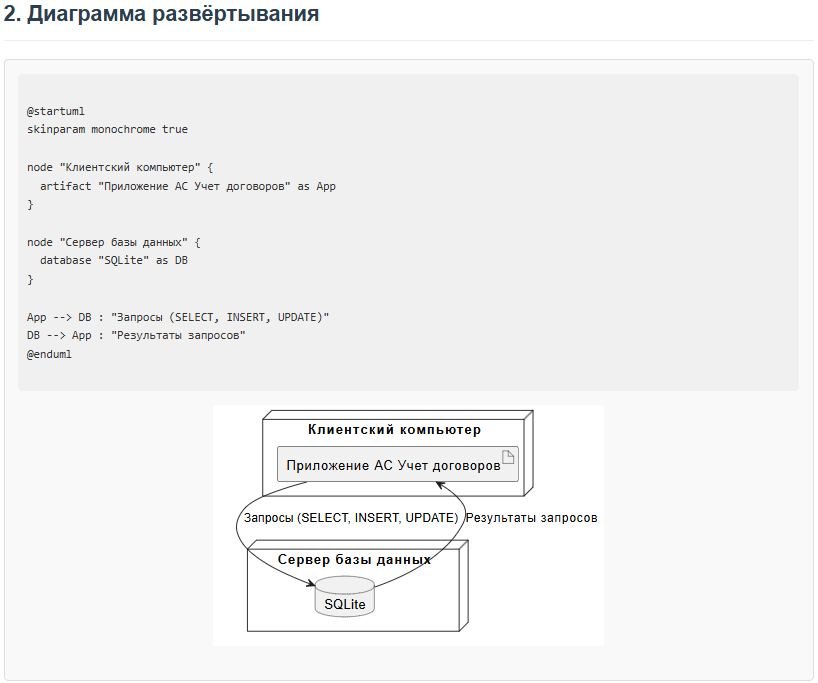 2. Диаграмма развёртывания
@startuml
skinparam monochrome true
node "Клиентский компьютер" {
artifact "Приложение АС Учет договоров" as App
}
node "Сервер базы данных" {
database "SQLite" as DB
}
App --> DB : "Запросы (SELECT, INSERT, UPDATE)"
DB --> App : "Результаты запросов"
@enduml
Клиентский компьютер
Приложение АС Учет договоров
Запросы (SELECT, INSERT, UPDATE) Результаты запросов
Сервер базы данных
SQLite